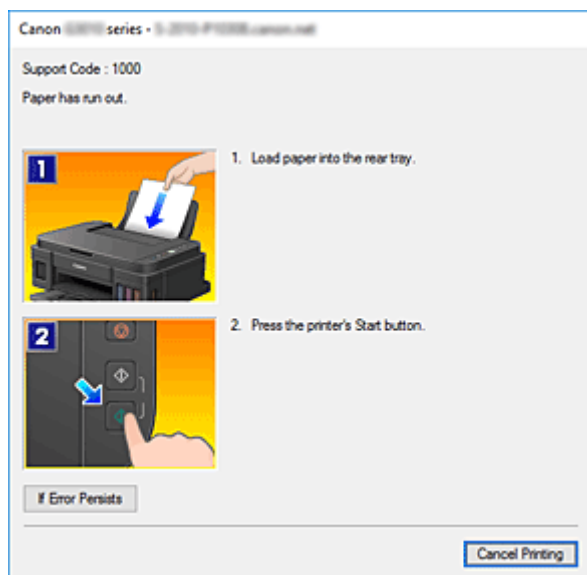 Canon series -
Support Code : 1000
Paper has run out.
1
1. Load paper into the rear tray.
2
2. Press the printer's Start button.
If Error Persists
Cancel Printing